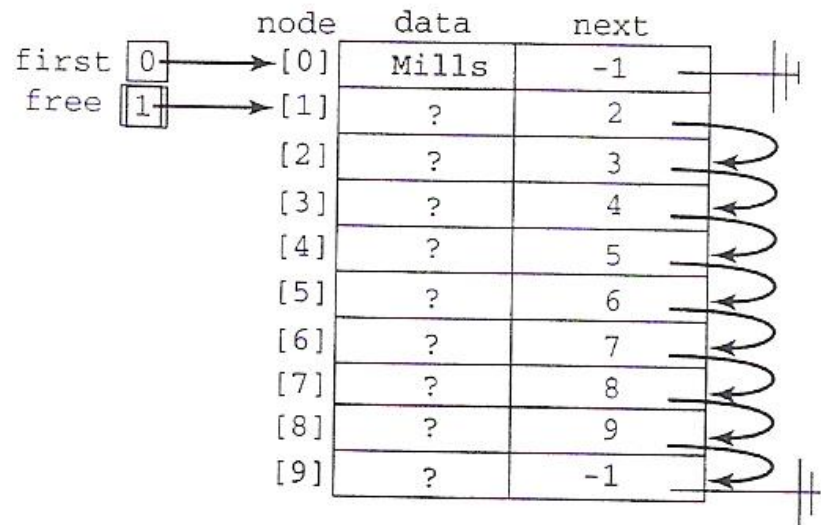 node data next
first 0 [0] Mills -1
free 1 [1] ? 2
[2] ? 3
[3] ? 4
[4] ? 5
[5] ? 6
[6] ? 7
[7] ? 8
[8] ? 9
[9] ? -1